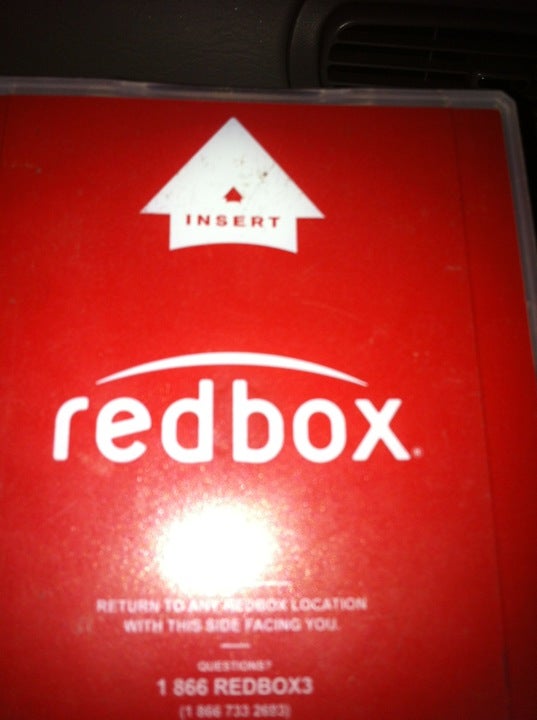 INSERT
redbox
RETURN TO ANY REDBOX LOCATION
WITH THIS SIDE FACING YOU.
QUESTIONS?
1 866 REDBOX3
(1 866 733 2693)